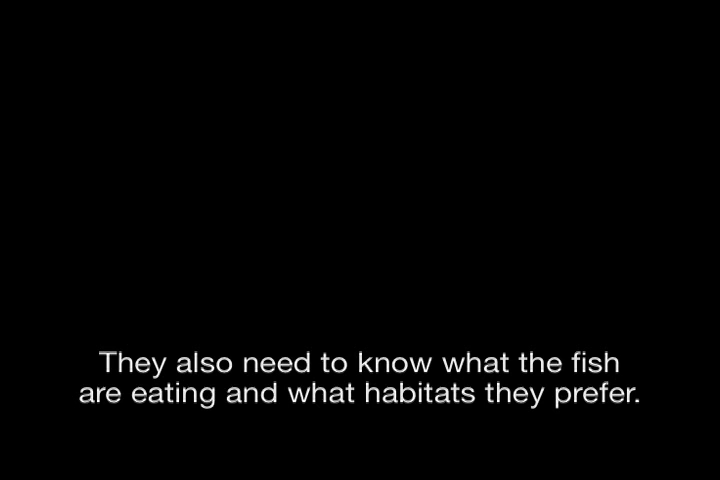 They also need to know what the fish
are eating and what habitats they prefer.